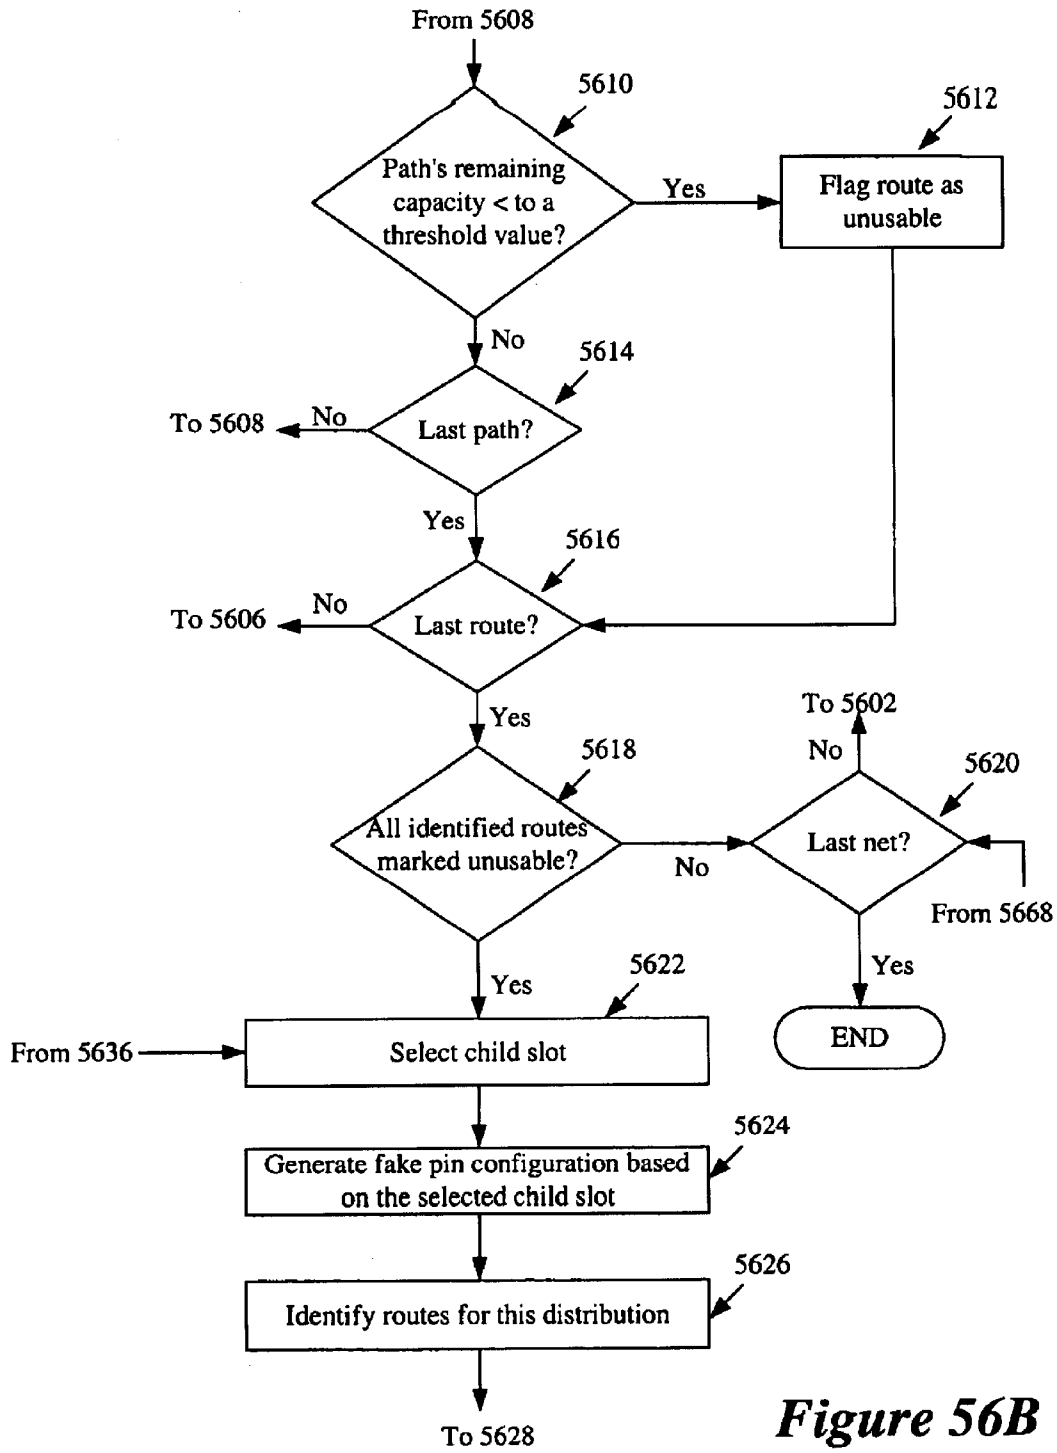 From 5608
5610
5612
Path's remaining
capacity < to a
threshold value?
Yes
Flag route as
unusable
No
5614
To 5608
No
Last path?
Yes
5616
To 5606
No
Last route?
Yes
To 5602
5618
No
5620
All identified routes
marked unusable?
No
Last net?
From 5668
Yes
5622
Yes
From 5636
Select child slot
END
5624
Generate fake pin configuration based
on the selected child slot
5626
Identify routes for this distribution
To 5628
Figure 56B